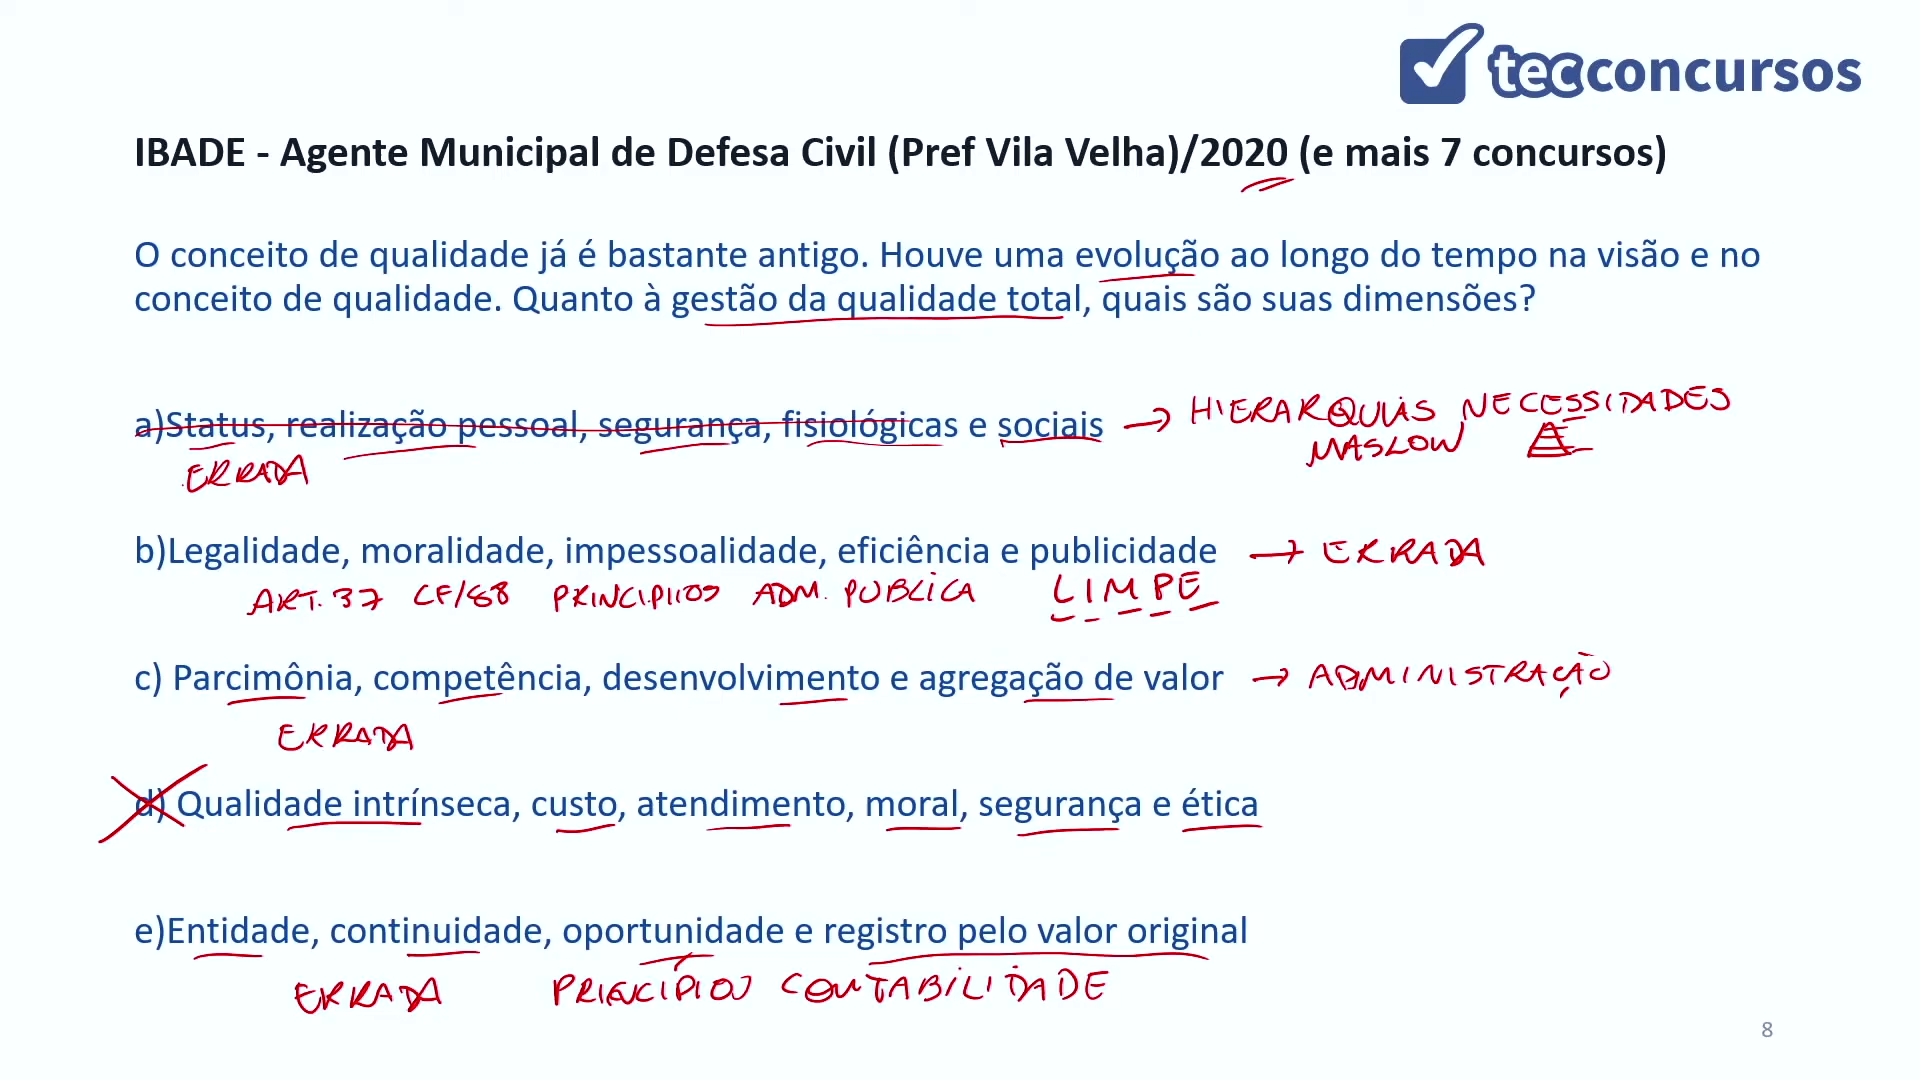 tecconcursos
IBADE - Agente Municipal de Defesa Civil (Pref Vila Velha)/2020 (e mais 7 concursos)
O conceito de qualidade já é bastante antigo. Houve uma evolução ao longo do tempo na visão e no
conceito de qualidade. Quanto à gestão da qualidade total, quais são suas dimensões?
a)Status, realização pessoal, segurança, fisiológicas e sociais → HIERARQUIAS NECESSIDADES
MASLOW
ERRADA
b)Legalidade, moralidade, impessoalidade, eficiência e publicidade → ERRADA
ART. 37 CF/88 PRINCIPIOS ADM. PÚBLICA LIMPE
c) Parcimônia, competência, desenvolvimento e agregação de valor → ADMINISTRAÇÃO
ERRADA
d) Qualidade intrínseca, custo, atendimento, moral, segurança e ética
e)Entidade, continuidade, oportunidade e registro pelo valor original
ERRADA PRINCÍPIOS CONTABILIDADE
8